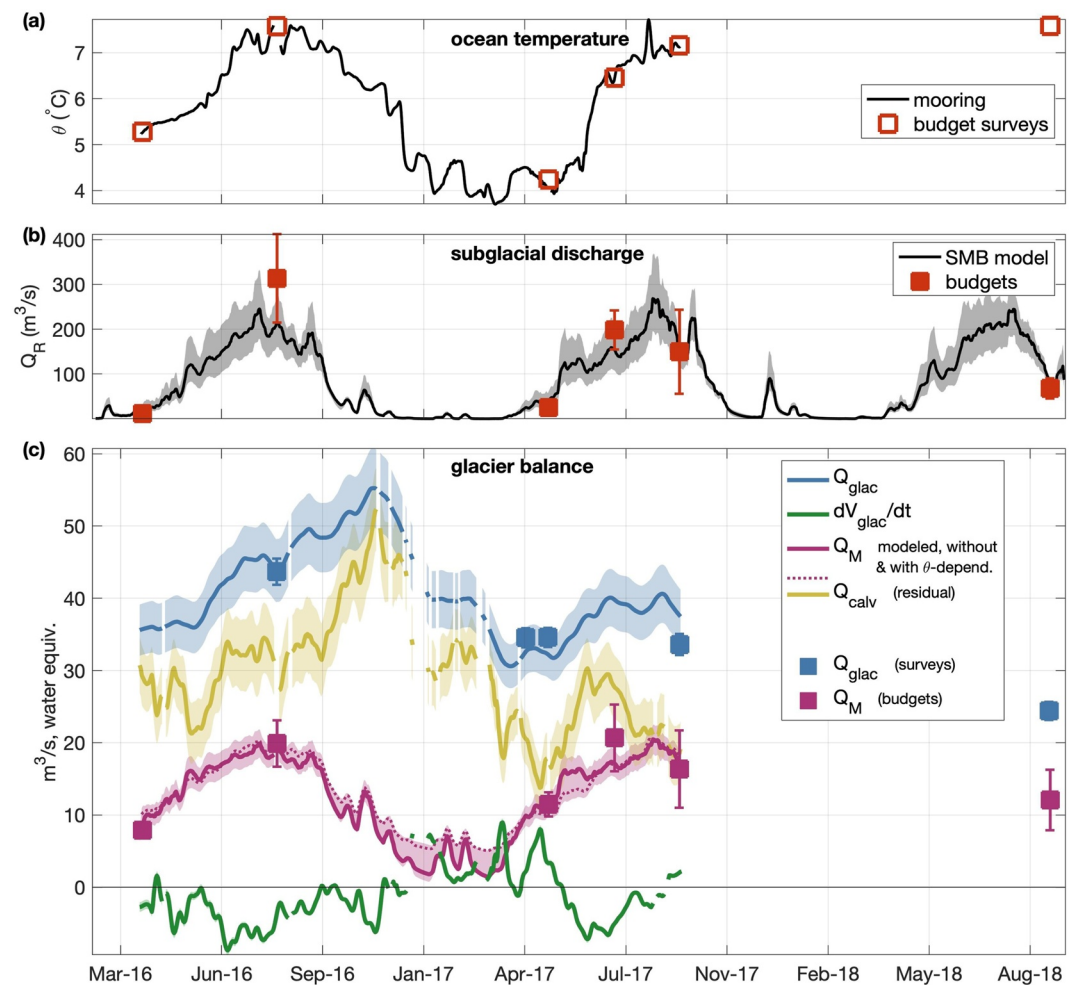 (a)
ocean temperature
7
6
5
4
θ (°C)
mooring
budget surveys
(b)
subglacial discharge
400
300
200
100
Q_R (m³/s)
SMB model
budgets
(c)
glacier balance
60
50
40
30
20
10
0
m³/s, water equiv.
Q_glac
dV_glac/dt
Q_M modeled, without
& with θ-depend.
Q_calv (residual)
Q_glac (surveys)
Q_M (budgets)
Mar-16 Jun-16 Sep-16 Jan-17 Apr-17 Jul-17 Nov-17 Feb-18 May-18 Aug-18